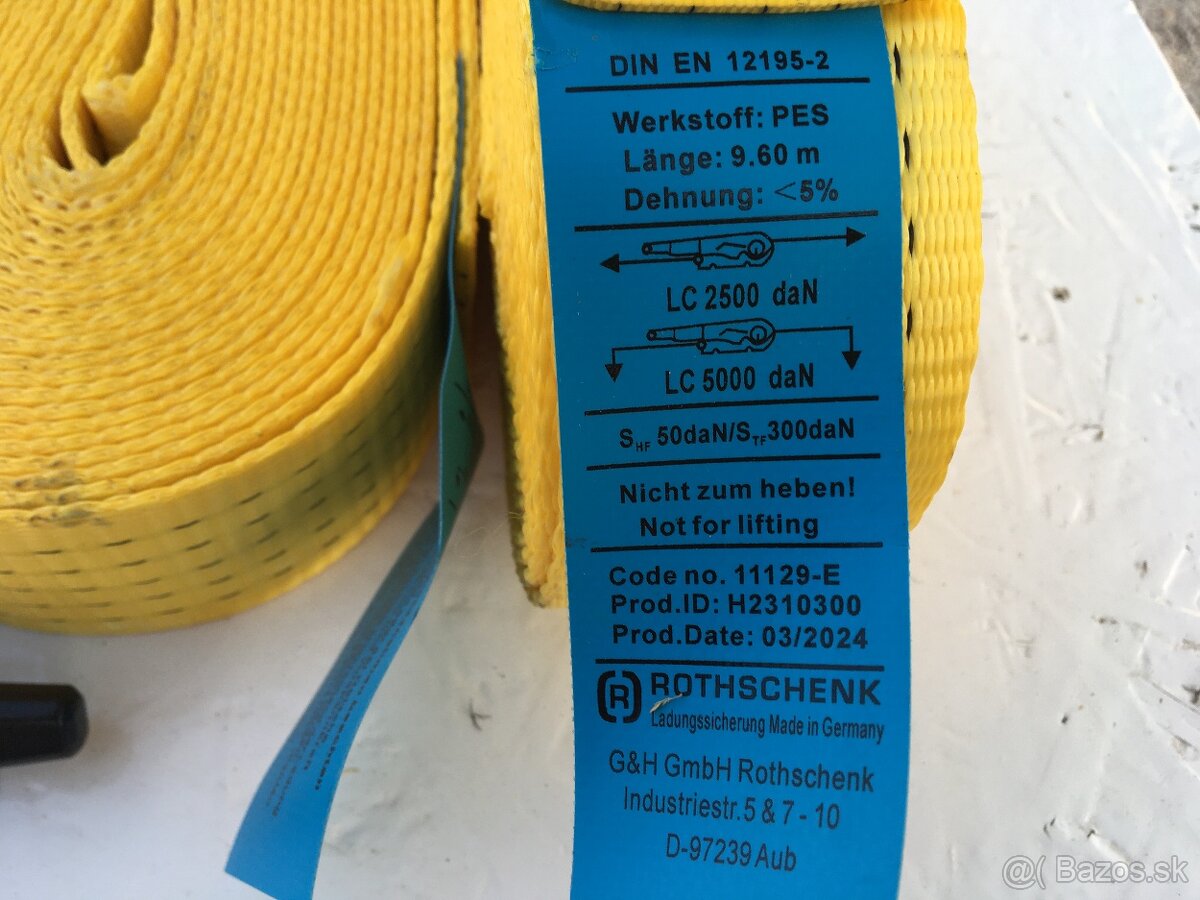 DIN EN 12195-2
Werkstoff: PES
Länge: 9.60 m
Dehnung: <5%
LC 2500 daN
LC 5000 daN
SHF 50daN/STF300daN
Nicht zum heben!
Not for lifting
Code no. 11129-E
Prod.ID: H2310300
Prod.Date: 03/2024
R ROTHSCHENK
Ladungssicherung Made in Germany
G&H GmbH Rothschenk
Industriestr.5 & 7 - 10
D-97239 Aub
@( Bazos.sk